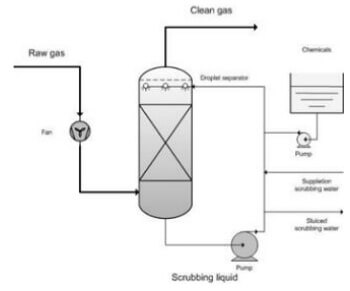 Clean gas
Raw gas
Chemicals
Droplet separator
Fan
Pump
Suppletion
scrubbing water
Sluiced
scrubbing water
Pump
Scrubbing liquid